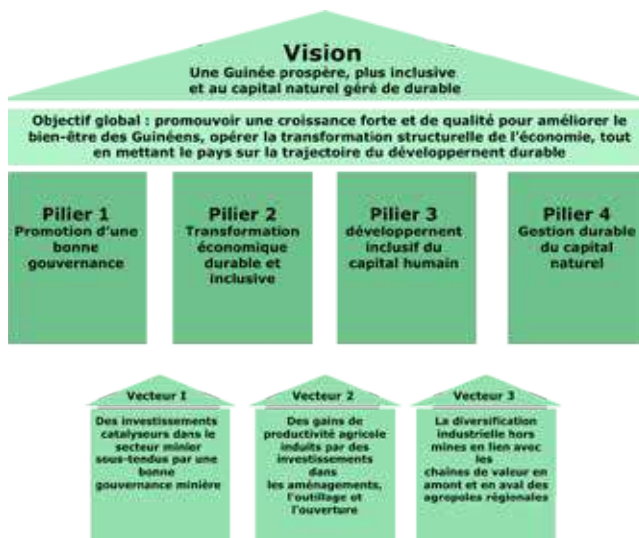 Vision
Une Guinée prospère, plus inclusive
et au capital naturel géré de durable
Objectif global : promouvoir une croissance forte et de qualité pour améliorer le
bien-être des Guinéens, opérer la transformation structurelle de l'économie, tout
en mettant le pays sur la trajectoire du développernent durable
Pilier 1
Promotion d'une
bonne
gouvernance
Pilier 2
Transformation
économique
durable et
inclusive
Pilier 3
développernent
inclusif du
capital humain
Pilier 4
Gestion durable
du capital
naturel
Vecteur I
Des investissements
catalyseurs dans le
secteur minier
sous-tendus par une
bonne
gouvernance minière
Vecteur 2
Des gains de
productivité agricole
induits par des
investissements
dans
les aménagements,
l'outillage et
l'ouverture
Vecteur 3
La diversification
industrielle hors
mines en lien avec
les
chaines de valeur en
amont et en aval des
agropoles régionales